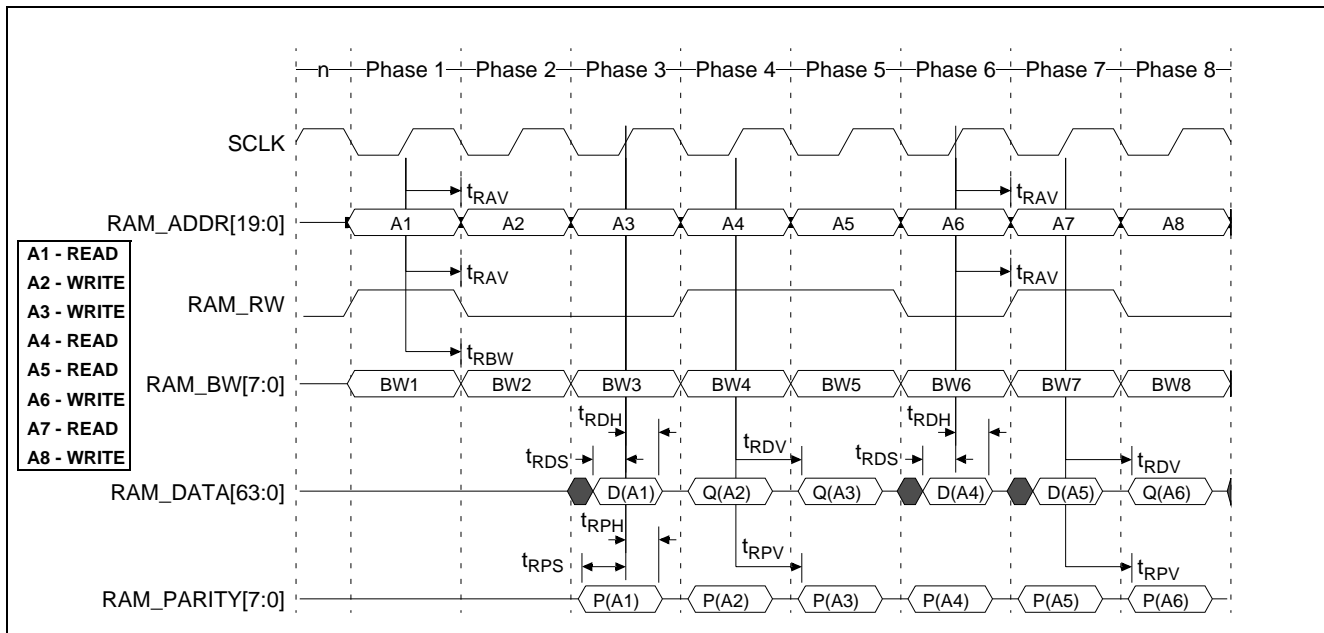 n Phase 1 Phase 2 Phase 3 Phase 4 Phase 5 Phase 6 Phase 7 Phase 8
SCLK
tRAV tRAV
RAM_ADDR[19:0] A1 A2 A3 A4 A5 A6 A7 A8
A1 - READ
A2 - WRITE
A3 - WRITE
A4 - READ
A5 - READ
A6 - WRITE
A7 - READ
A8 - WRITE
tRAV tRAV
RAM_RW
tRBW
RAM_BW[7:0] BW1 BW2 BW3 BW4 BW5 BW6 BW7 BW8
tRDH tRDH
tRDV tRDV
tRDS tRDS
RAM_DATA[63:0] D(A1) Q(A2) Q(A3) D(A4) D(A5) Q(A6)
tRPH
tRPV tRPV
tRPS
RAM_PARITY[7:0] P(A1) P(A2) P(A3) P(A4) P(A5) P(A6)